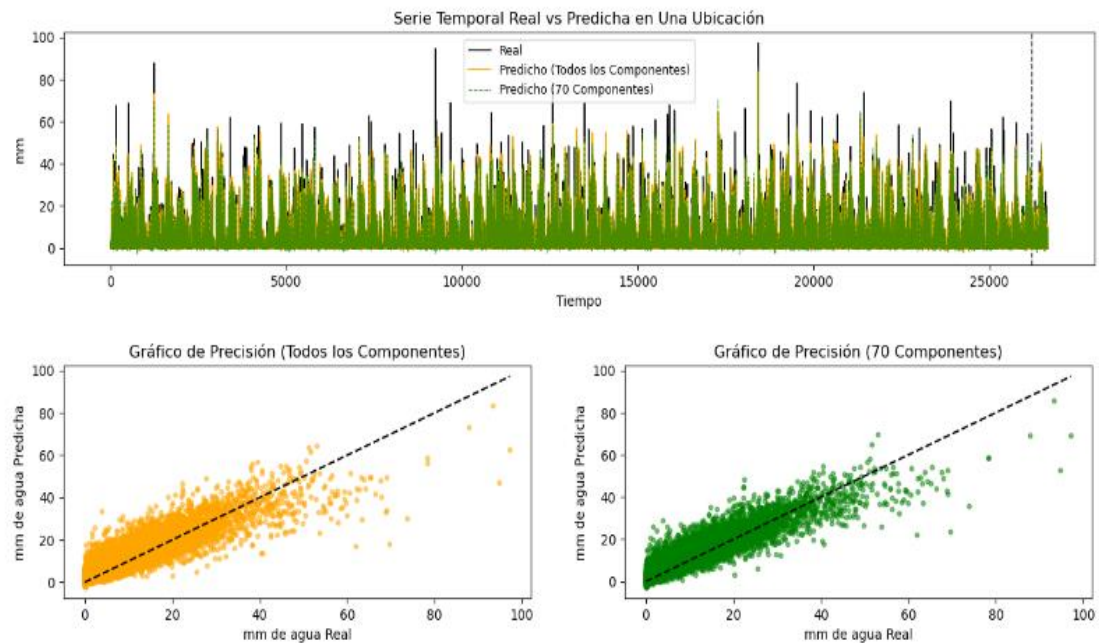 Serie Temporal Real vs Predicha en Una Ubicación
100
80
60
40
20
0
mm
Real
Predicho (Todos los Componentes)
Predicho (70 Componentes)
0 5000 10000 15000 20000 25000
Tiempo
Gráfico de Precisión (Todos los Componentes)
100
80
60
40
20
0
mm de agua Predicha
0 20 40 60 80 100
mm de agua Real
Gráfico de Precisión (70 Componentes)
100
80
60
40
20
0
mm de agua Predicha
0 20 40 60 80 100
mm de agua Real